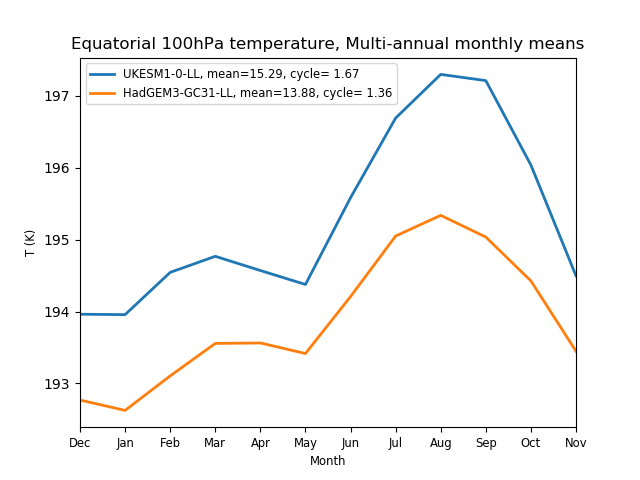 Equatorial 100hPa temperature, Multi-annual monthly means
UKESM1-0-LL, mean=15.29, cycle= 1.67
HadGEM3-GC31-LL, mean=13.88, cycle= 1.36
197
196
195
194
193
T (K)
Dec Jan Feb Mar Apr May Jun Jul Aug Sep Oct Nov
Month